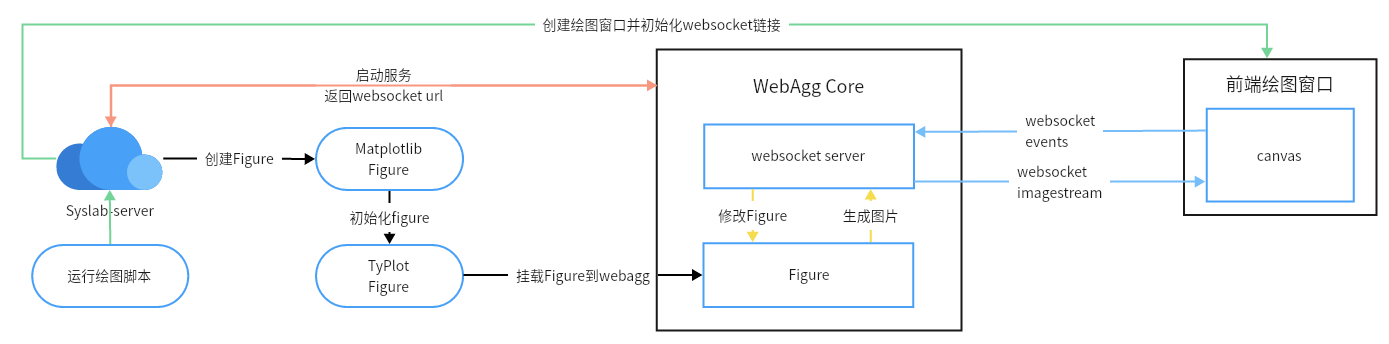 创建绘图窗口并初始化websocket链接
启动服务
返回websocket url
WebAgg Core
前端绘图窗口
websocket
events
Matplotlib
Figure
创建Figure
websocket server
canvas
websocket
imagestream
Syslab-server
初始化figure
修改Figure
生成图片
运行绘图脚本
TyPlot
Figure
挂载Figure到webagg
Figure